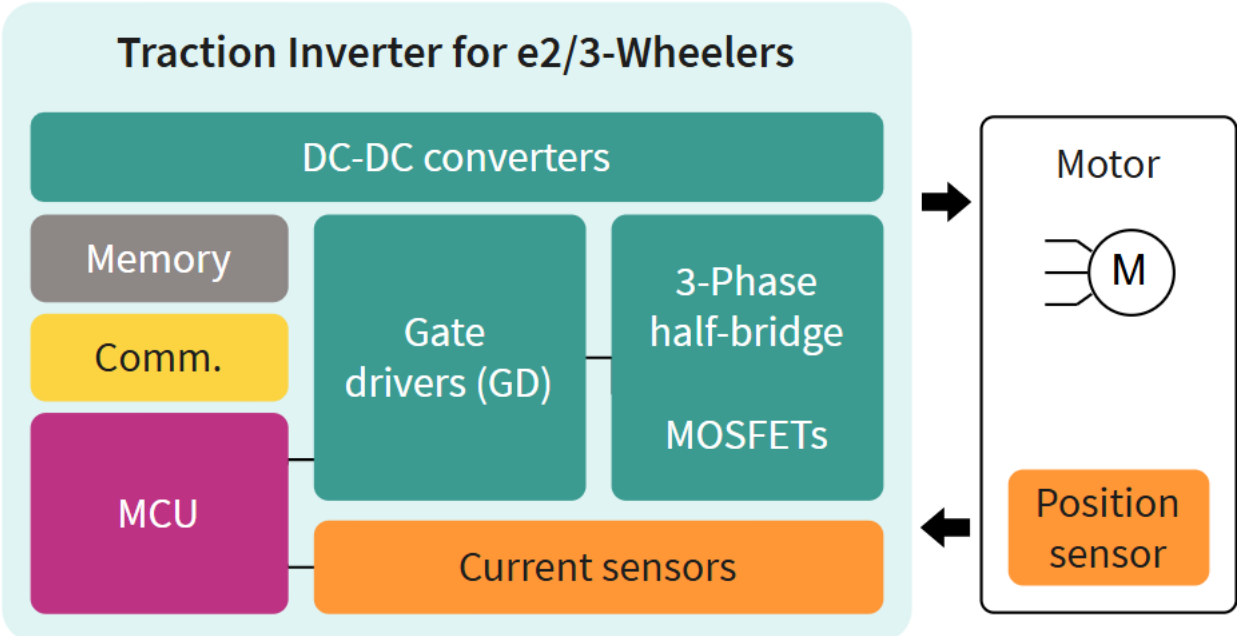 Traction Inverter for e2/3-Wheelers
DC-DC converters
Memory
Comm.
MCU
Gate
drivers (GD)
3-Phase
half-bridge
MOSFETs
Current sensors
Motor
M
Position
sensor